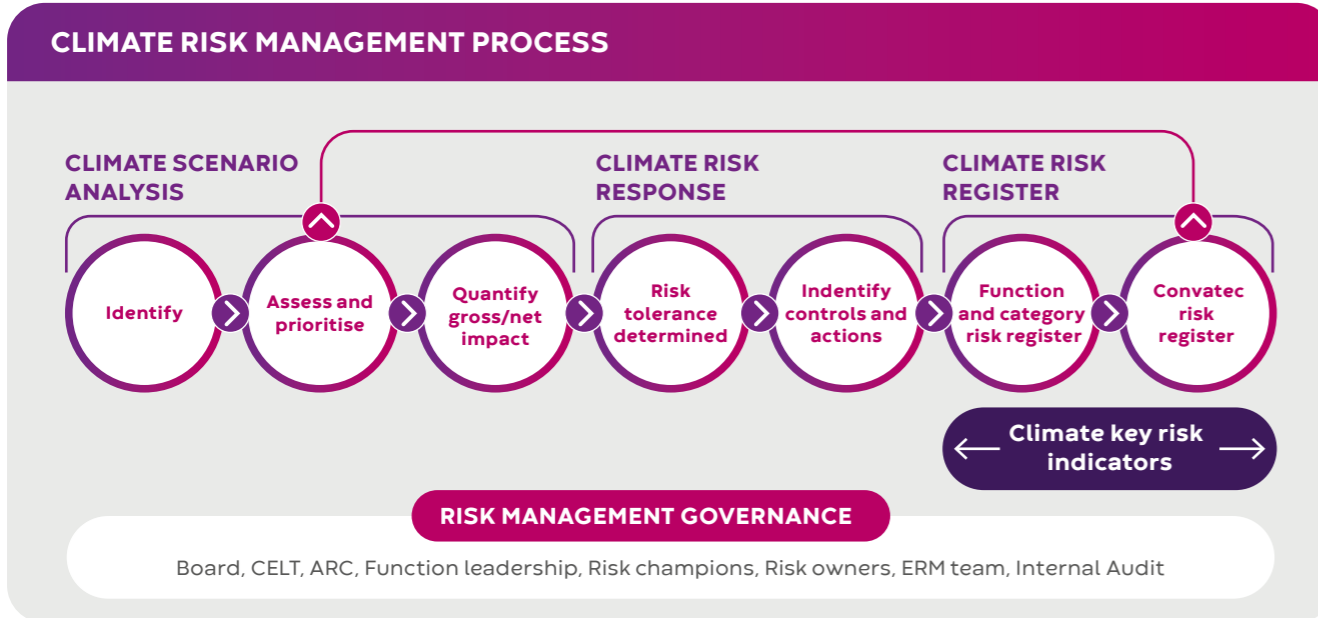 CLIMATE RISK MANAGEMENT PROCESS
CLIMATE SCENARIO
ANALYSIS
CLIMATE RISK
RESPONSE
CLIMATE RISK
REGISTER
Identify
Assess and
prioritise
Quantify
gross/net
impact
Risk
tolerance
determined
Indentify
controls and
actions
Function
and category
risk register
Convatec
risk
register
Climate key risk
indicators
RISK MANAGEMENT GOVERNANCE
Board, CELT, ARC, Function leadership, Risk champions, Risk owners, ERM team, Internal Audit